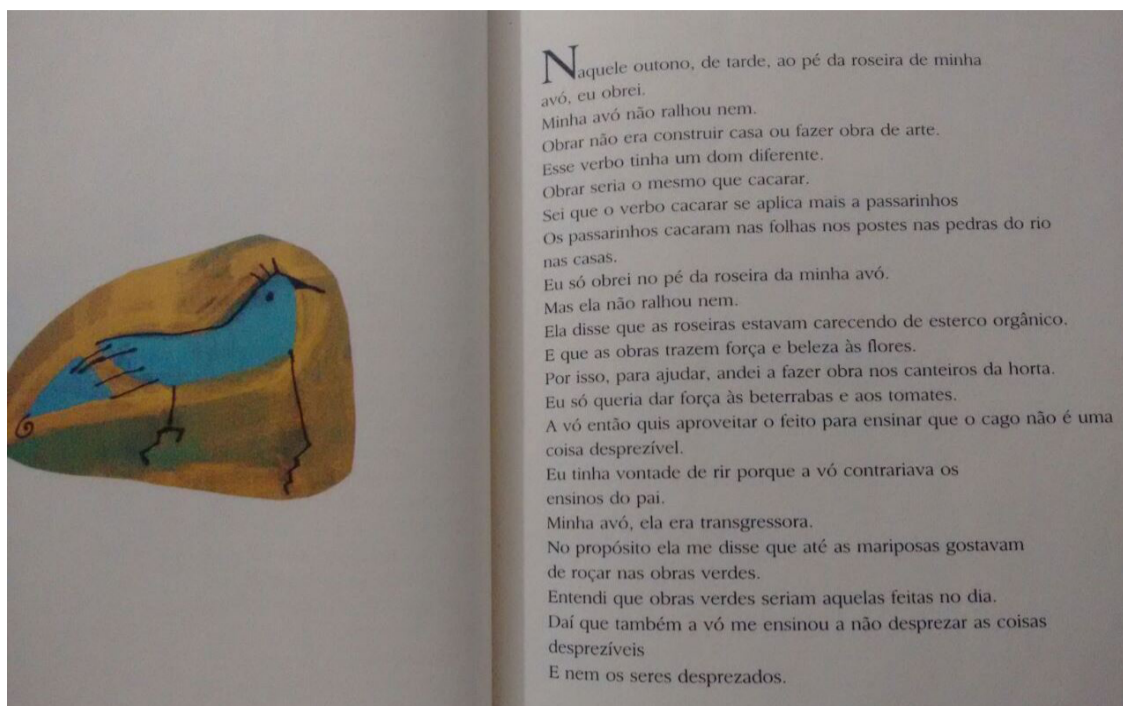 Naquele outono, de tarde, ao pé da roseira de minha
avó, eu obrei.
Minha avó não ralhou nem.
Obrar não era construir casa ou fazer obra de arte.
Esse verbo tinha um dom diferente.
Obrar seria o mesmo que cacarar.
Sei que o verbo cacarar se aplica mais a passarinhos
Os passarinhos cacaram nas folhas nos postes nas pedras do rio
nas casas.
Eu só obrei no pé da roseira da minha avó.
Mas ela não ralhou nem.
Ela disse que as roseiras estavam carecendo de esterco orgânico.
E que as obras trazem força e beleza às flores.
Por isso, para ajudar, andei a fazer obra nos canteiros da horta.
Eu só queria dar força às beterrabas e aos tomates.
A vó então quis aproveitar o feito para ensinar que o cago não é uma
coisa desprezível.
Eu tinha vontade de rir porque a vó contrariava os
ensinos do pai.
Minha avó, ela era transgressora.
No propósito ela me disse que até as mariposas gostavam
de roçar nas obras verdes.
Entendi que obras verdes seriam aquelas feitas no dia.
Daí que também a vó me ensinou a não desprezar as coisas
desprezíveis
E nem os seres desprezados.